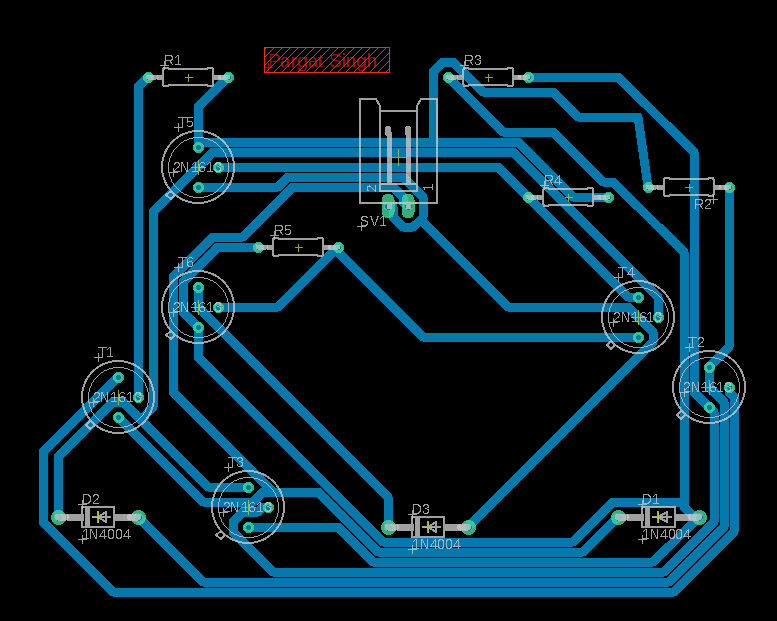 R1
Pargat Singh
R3
T5
2N1613
2
1
R4
R2
SV1
R5
T6
2N1613
T4
2N1613
T1
2N1613
T2
2N1613
T3
2N1613
D2
1N4004
D3
1N4004
D1
1N4004